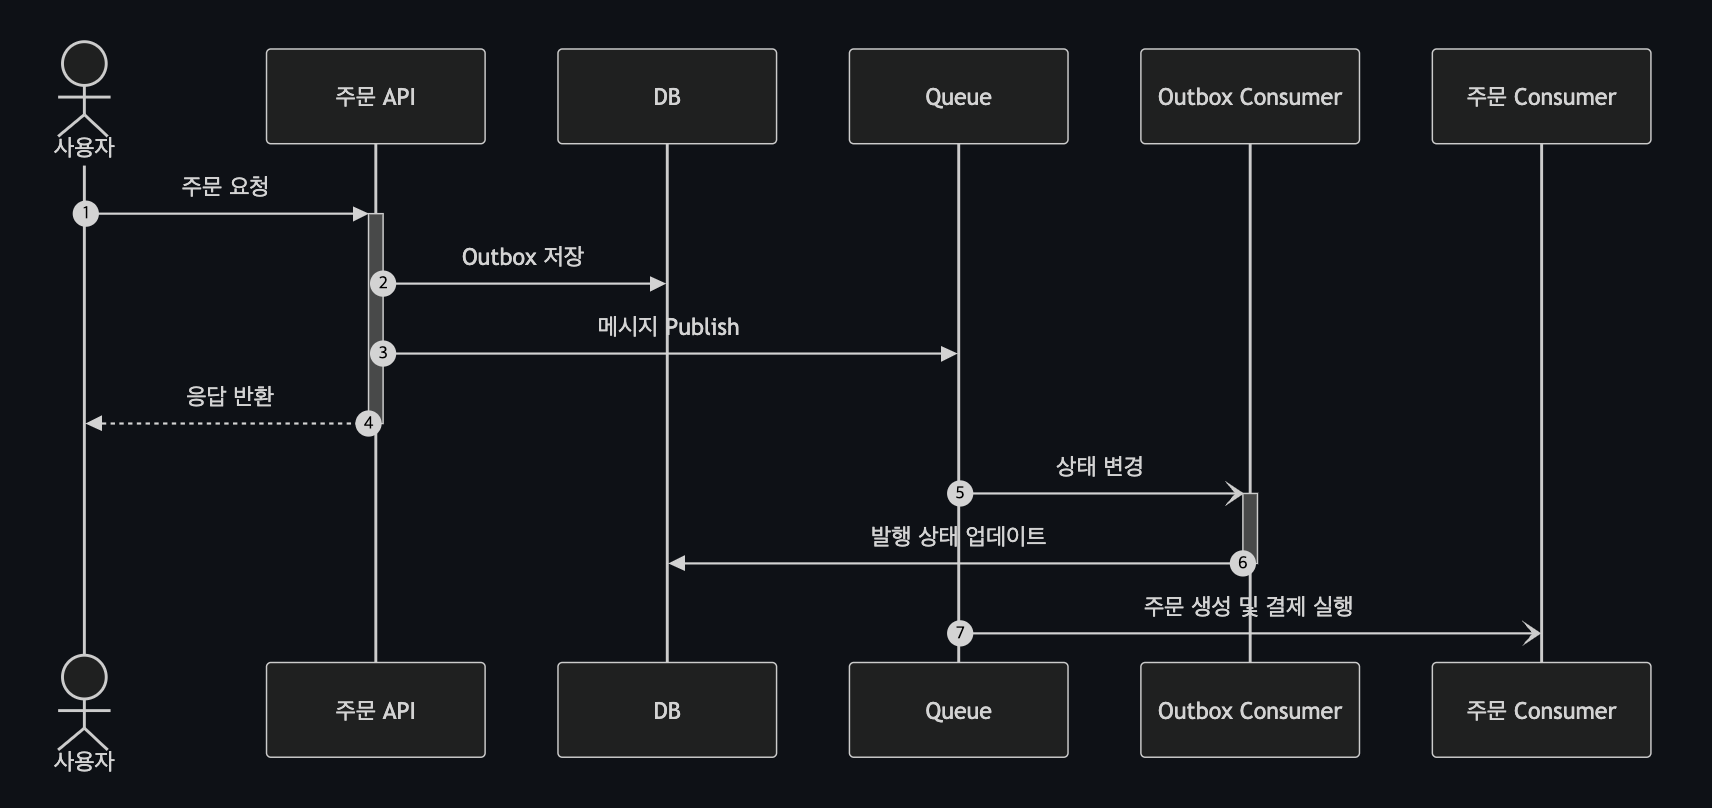 사용자
주문 API
DB
Queue
Outbox Consumer
주문 Consumer
주문 요청
1
Outbox 저장
2
메시지 Publish
3
응답 반환
4
상태 변경
5
발행 상태 업데이트
6
주문 생성 및 결제 실행
7
사용자
주문 API
DB
Queue
Outbox Consumer
주문 Consumer